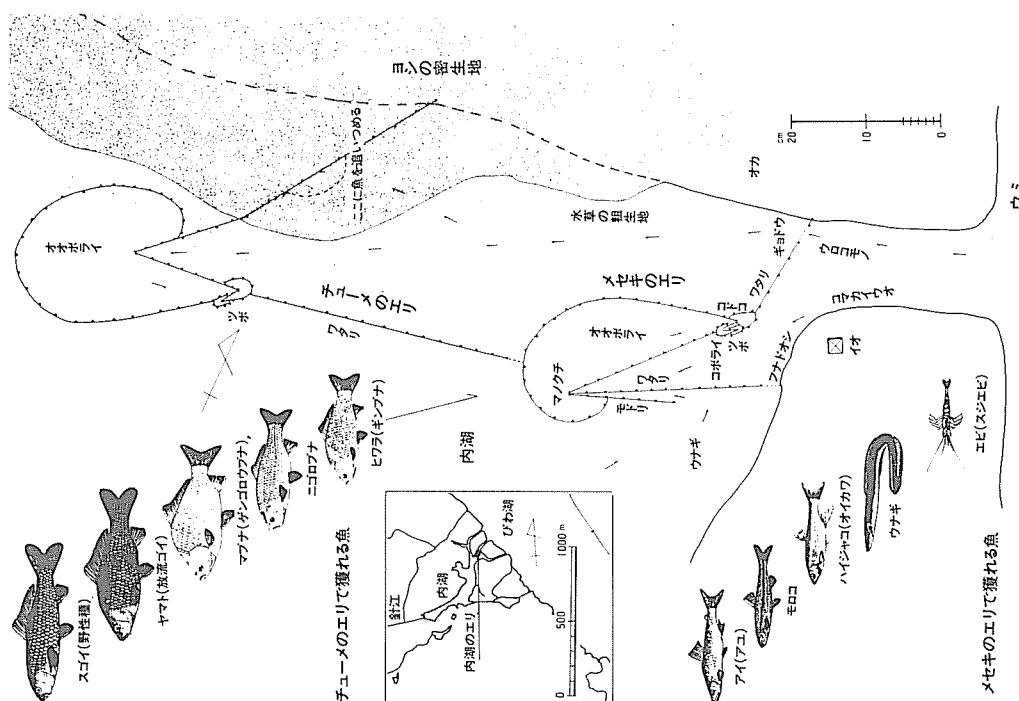 ヨシの密生地
ここに魚を追いつめる
水草の粗生地
オカ
cm
20
10
0
ウミ
オオボライ
ツボ
チューメのエリ
ワタリ
メセキのエリ
オオボライ
マノクチ
コボライ
ツボ
コドコ
ワタリ
ギョドウ
ウロコモノ
コマカイウオ
フナドオシ
ワタリ
モドリ
ウナギ
イオ
内湖
スゴイ(野性種)
ヤマト(放流ゴイ)
マブナ(ゲンゴロウブナ)、
ニゴロブナ
ヒワラ(ギンブナ)
チューメのエリで獲れる魚
針江
内湖
びわ湖
内湖のエリ
0
500
1000 m
アイ(アユ)
モロコ
ハイジャコ(オイカワ)
ウナギ
エビ(スジエビ)
メセキのエリで獲れる魚